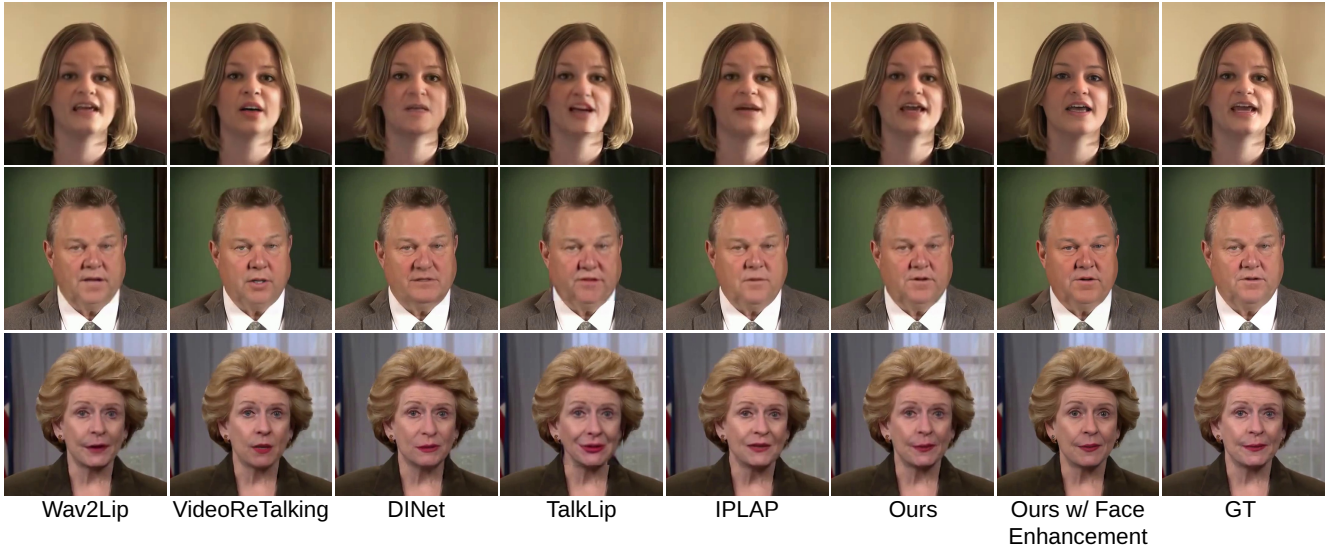 Wav2Lip VideoReTalking DINet TalkLip IPLAP Ours Ours w/ Face GT
Enhancement